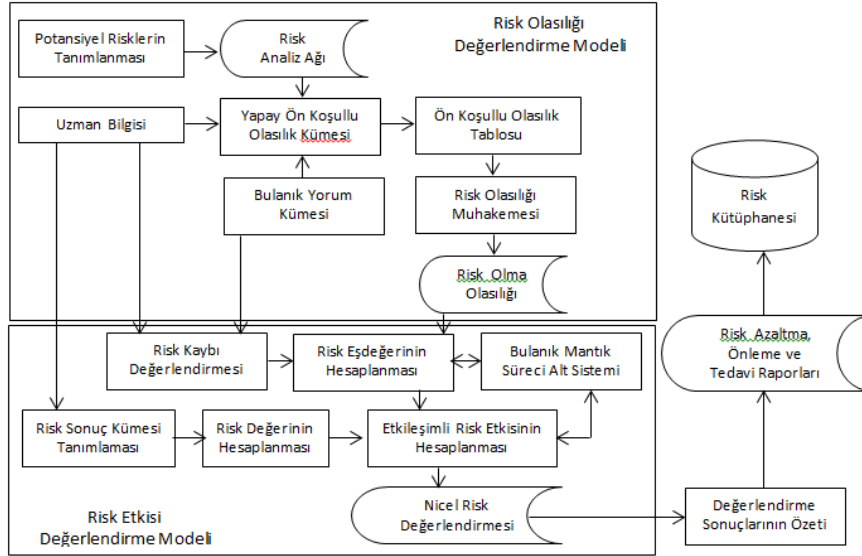 Risk Olasılığı
Değerlendirme Modeli
Potansiyel Risklerin
Tanımlanması
Risk
Analiz Ağı
Uzman Bilgisi
Yapay Ön Koşullu
Olasılık Kümesi
Ön Koşullu Olasılık
Tablosu
Bulanık Yorum
Kümesi
Risk Olasılığı
Muhakemesi
Risk Olma
Olasılığı
Risk
Kütüphanesi
Risk Kaybı
Değerlendirmesi
Risk Eşdeğerinin
Hesaplanması
Bulanık Mantık
Süreci Alt Sistemi
Risk Azaltma,
Önleme ve
Tedavi Raporları
Risk Sonuç Kümesi
Tanımlaması
Risk Değerinin
Hesaplanması
Etkileşimli Risk Etkisinin
Hesaplanması
Nicel Risk
Değerlendirmesi
Değerlendirme
Sonuçlarının Özeti
Risk Etkisi
Değerlendirme Modeli